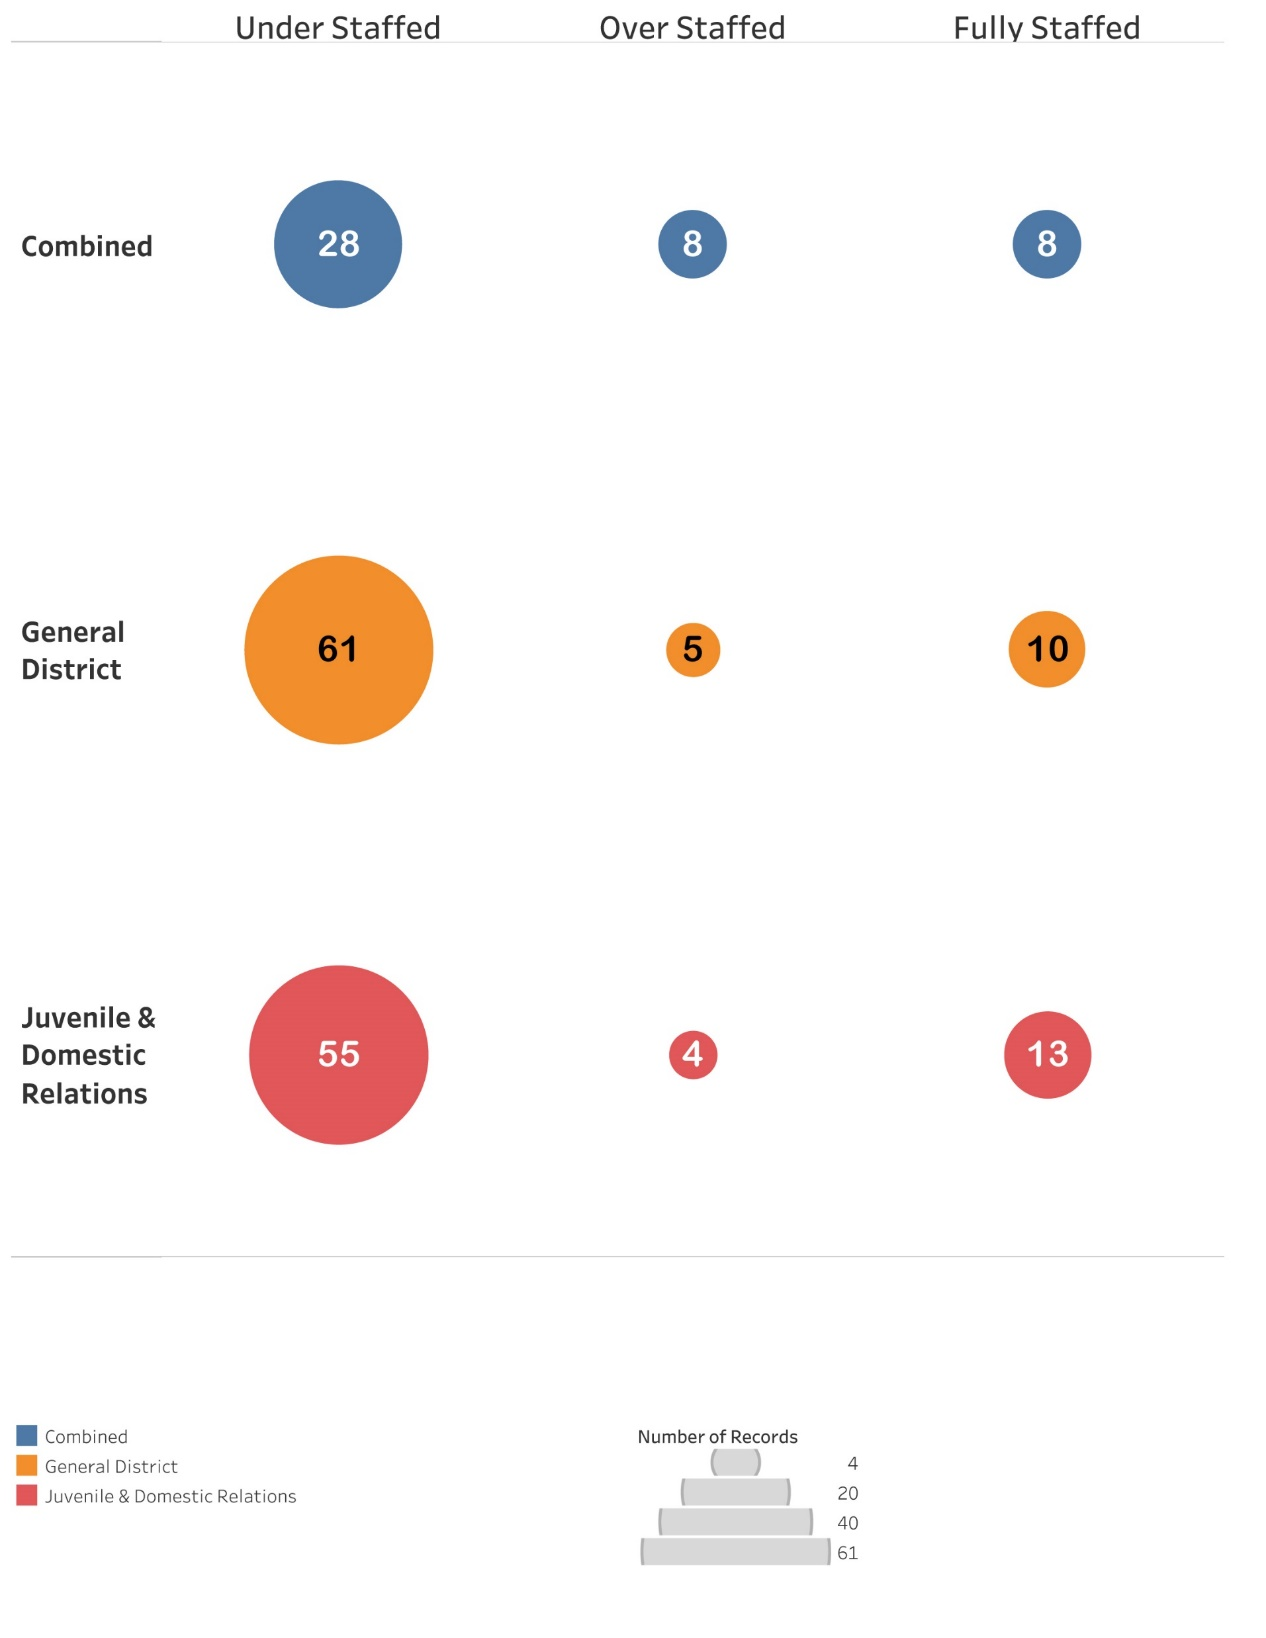 Under Staffed Over Staffed Fully Staffed
Combined 28 8 8
General
District
61 5 10
Juvenile &
Domestic
Relations
55 4 13
Combined
General District
Juvenile & Domestic Relations
Number of Records
4
20
40
61